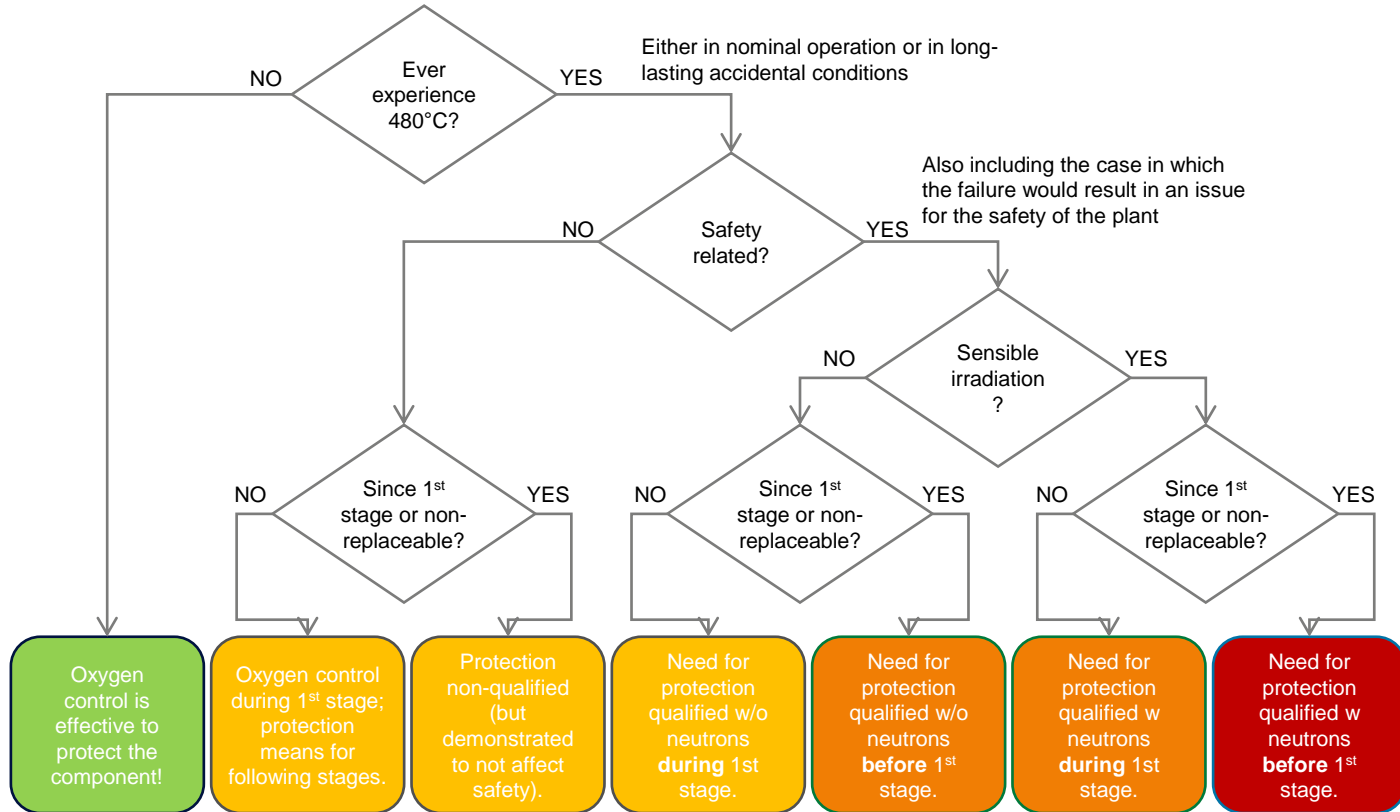 Either in nominal operation or in long-
lasting accidental conditions
NO
Ever
experience
480°C?
YES
Also including the case in which
the failure would result in an issue
for the safety of the plant
NO
Safety
related?
YES
NO
Sensible
irradiation
?
YES
NO
Since 1st
stage or non-
replaceable?
YES
NO
Since 1st
stage or non-
replaceable?
YES
NO
Since 1st
stage or non-
replaceable?
YES
Oxygen
control is
effective to
protect the
component!
Oxygen control
during 1st stage;
protection
means for
following stages.
Protection
non-qualified
(but
demonstrated
to not affect
safety).
Need for
protection
qualified w/o
neutrons
during 1st
stage.
Need for
protection
qualified w/o
neutrons
before 1st
stage.
Need for
protection
qualified w
neutrons
during 1st
stage.
Need for
protection
qualified w
neutrons
before 1st
stage.